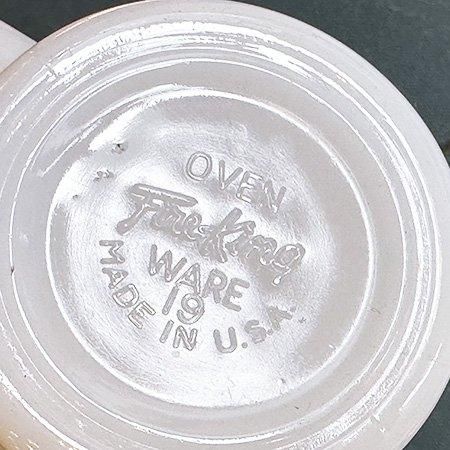 OVEN
Fire-King
WARE
19
MADE IN U.S.A.